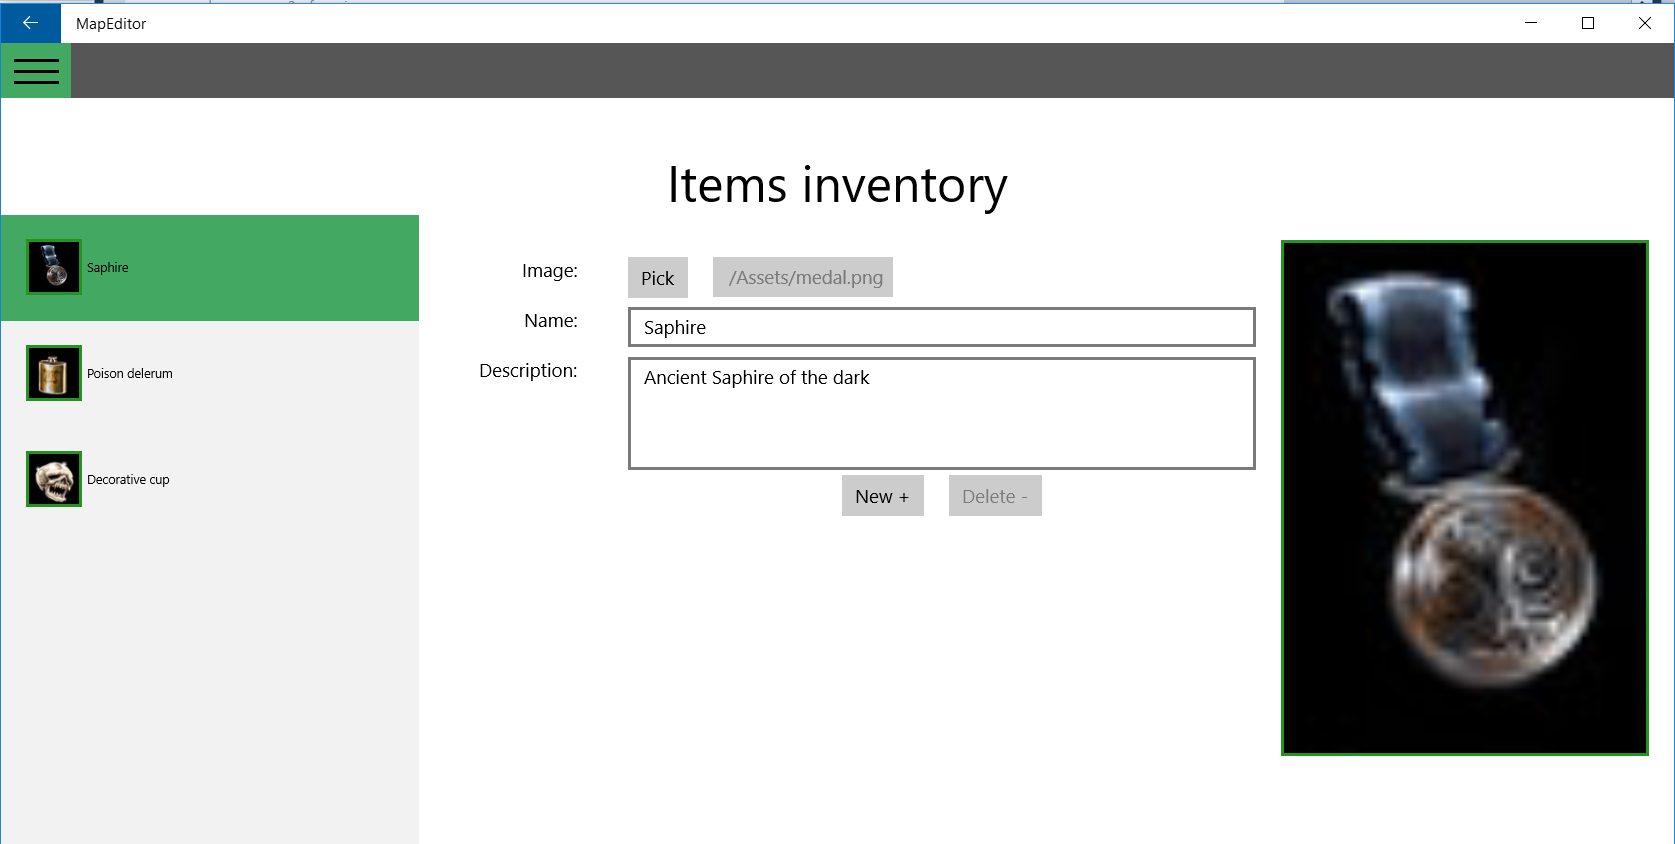 MapEditor
Items inventory
Saphire
Poison delerum
Decorative cup
Image:
Pick
/Assets/medal.png
Name:
Saphire
Description:
Ancient Saphire of the dark
New +
Delete -